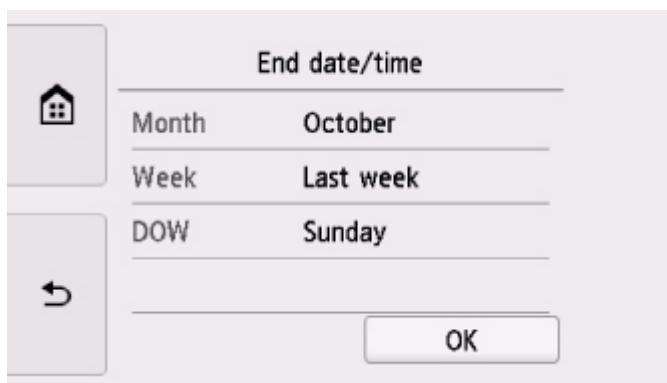 End date/time
Month October
Week Last week
DOW Sunday
OK